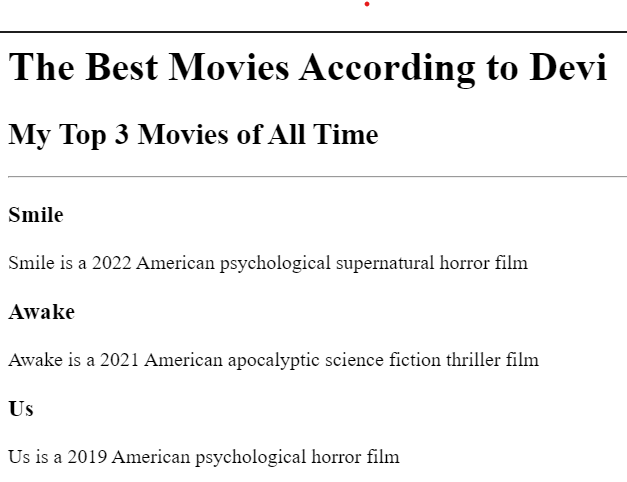 The Best Movies According to Devi
My Top 3 Movies of All Time
Smile
Smile is a 2022 American psychological supernatural horror film
Awake
Awake is a 2021 American apocalyptic science fiction thriller film
Us
Us is a 2019 American psychological horror film